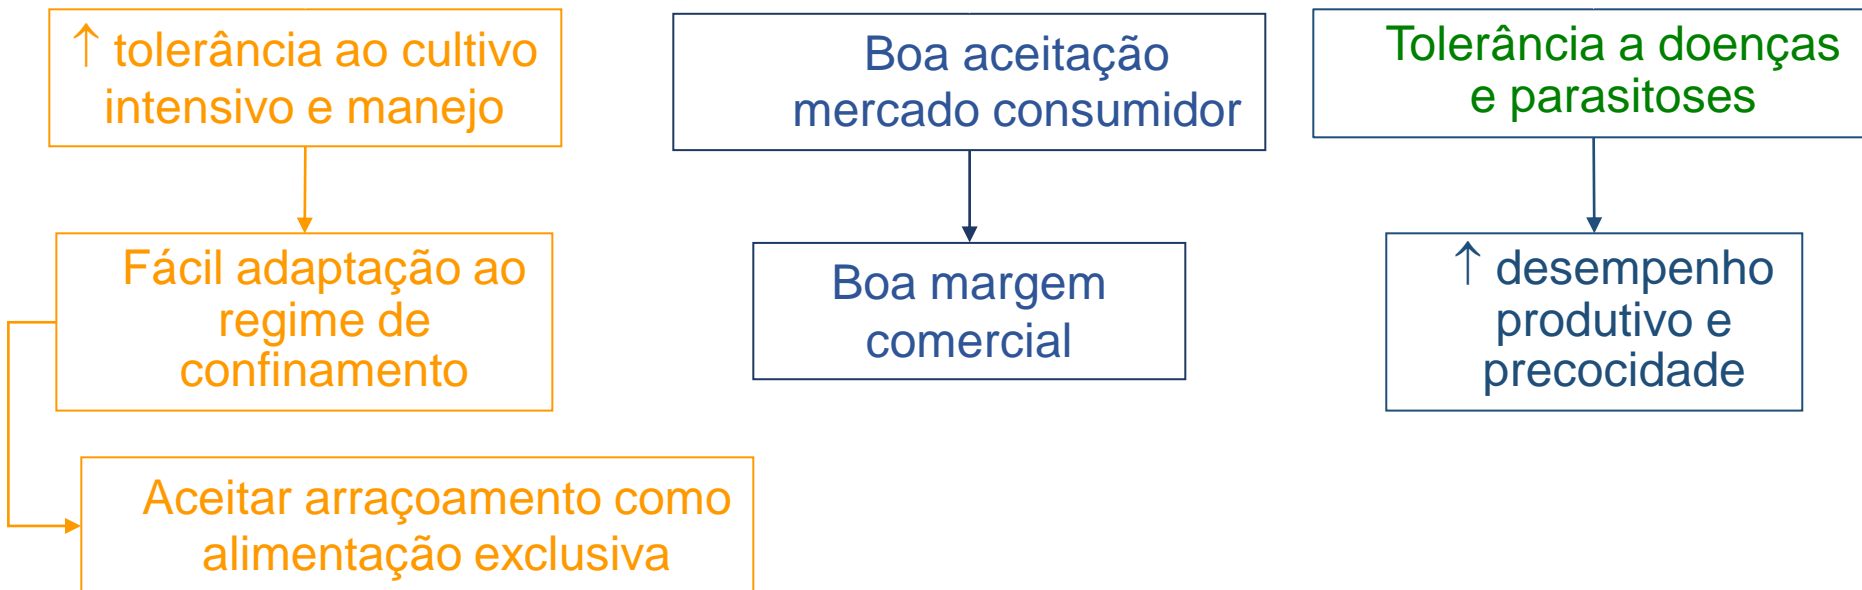 ↑ tolerância ao cultivo
intensivo e manejo
Fácil adaptação ao
regime de
confinamento
Aceitar arraçoamento como
alimentação exclusiva
Boa aceitação
mercado consumidor
Boa margem
comercial
Tolerância a doenças
e parasitoses
↑ desempenho
produtivo e
precocidade